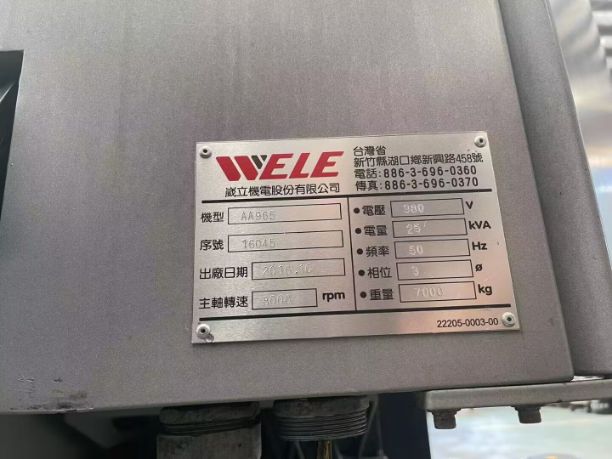 WELE
崴立機電股份有限公司
台灣省
新竹縣湖口鄉新興路458號
電話:886-3-696-0360
傳真:886-3-696-0370
機型 AA965
序號 16045
出廠日期
主軸轉速 rpm
•電壓 380 V
•電量 25 kVA
•頻率 50 Hz
•相位 3 ø
•重量 7000 kg
22205-0003-00